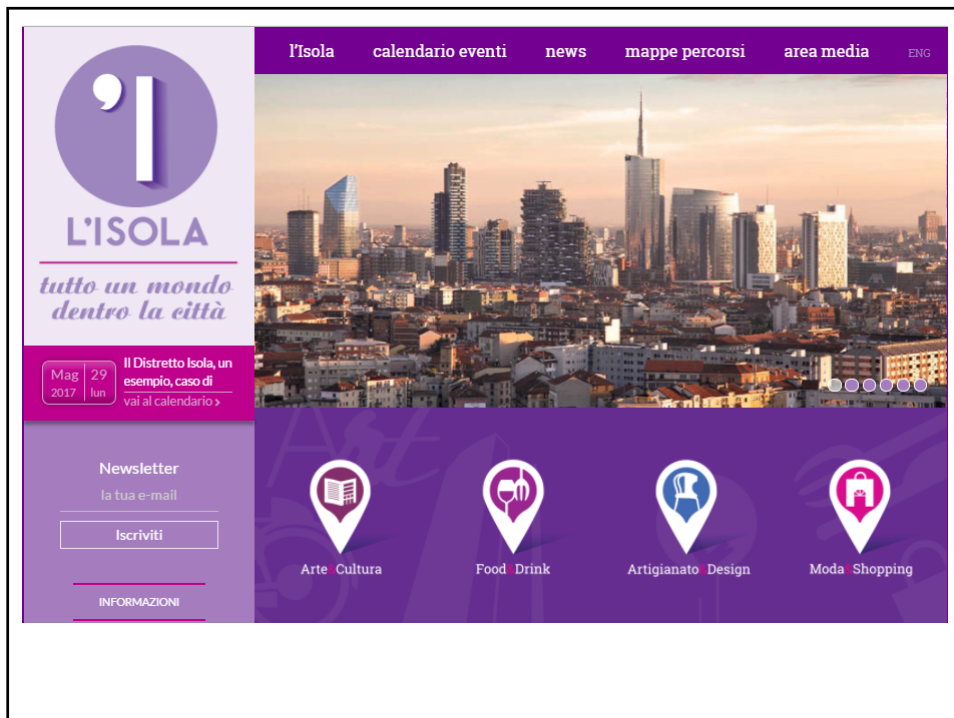 l'Isola calendario eventi news mappe percorsi area media ENG
'I
L'ISOLA
tutto un mondo
dentro la città
Mag 29
2017 lun
Il Distretto Isola, un
esempio, caso di
vai al calendario ›
Newsletter
la tua e-mail
Iscriviti
INFORMAZIONI
Art
Arte&Cultura
Food&Drink
Artigianato&Design
Moda&Shopping